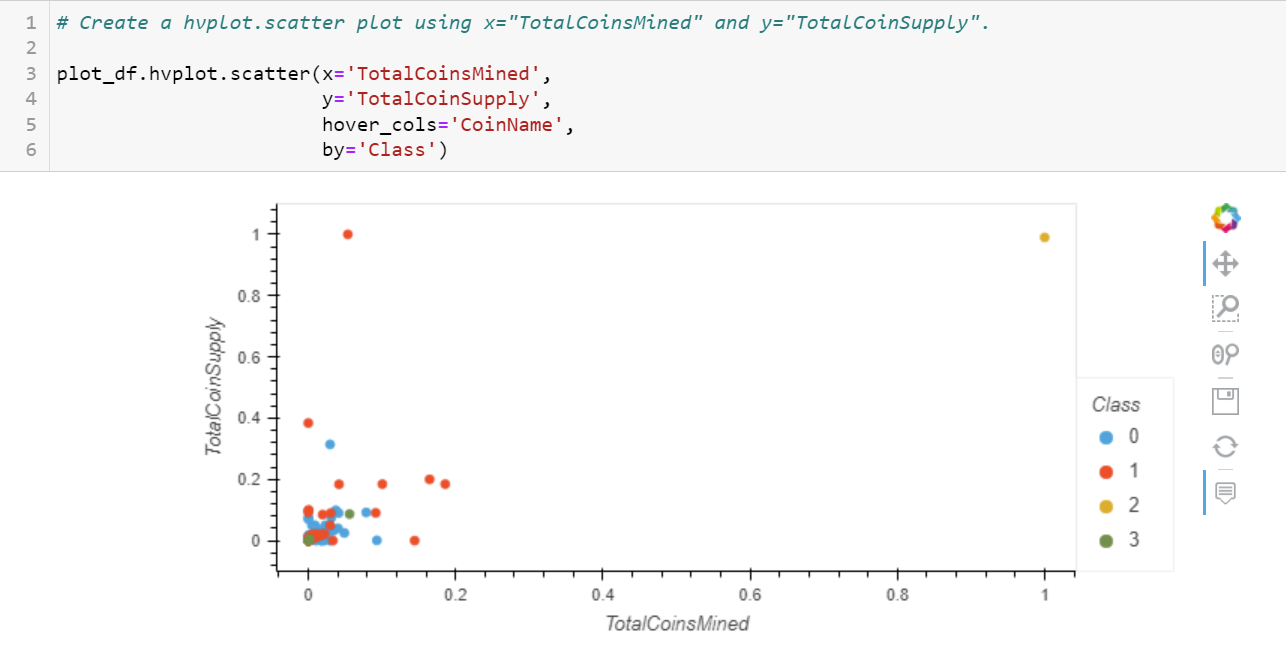 1 # Create a hvplot.scatter plot using x="TotalCoinsMined" and y="TotalCoinSupply".
2
3 plot_df.hvplot.scatter(x='TotalCoinsMined',
4 y='TotalCoinSupply',
5 hover_cols='CoinName',
6 by='Class')
1
0.8
0.6
0.4
0.2
0
TotalCoinSupply
Class
0
1
2
3
0 0.2 0.4 0.6 0.8 1
TotalCoinsMined